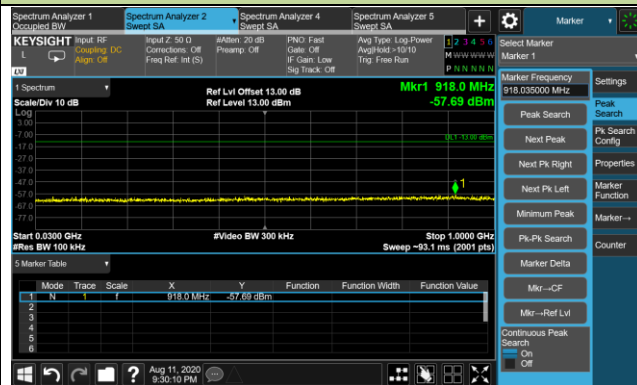 Spectrum Analyzer 1
Occupied BW
Spectrum Analyzer 2
Swept SA
Spectrum Analyzer 4
Swept SA
Spectrum Analyzer 5
Swept SA
+
Marker
KEYSIGHT
L
LXI
Input: RF
Coupling: DC
Align: Off
Input Z: 50 Ω
Corrections: Off
Freq Ref: Int (S)
#Atten: 20 dB
Preamp: Off
PNO: Fast
Gate: Off
IF Gain: Low
Sig Track: Off
Avg Type: Log-Power
Avg|Hold >10/10
Trig: Free Run
1 2 3 4 5 6
M W W W W W
P N N N N N
Select Marker
Marker 1
1 Spectrum
Scale/Div 10 dB
Ref Lvl Offset 13.00 dB
Ref Level 13.00 dBm
Mkr1 918.0 MHz
-57.69 dBm
Log
3.00
-7.00
-17.0
-27.0
-37.0
-47.0
-57.0
-67.0
-77.0
DL1 -13.00 dBm
1
Start 0.0300 GHz
#Res BW 100 kHz
#Video BW 300 kHz
Stop 1.0000 GHz
Sweep ~93.1 ms (2001 pts)
5 Marker Table
Mode Trace Scale X Y Function Function Width Function Value
1 N 1 f 918.0 MHz -57.69 dBm
2
3
4
5
6
Marker Frequency
918.035000 MHz
Peak Search
Next Peak
Next Pk Right
Next Pk Left
Minimum Peak
Pk-Pk Search
Marker Delta
Mkr→CF
Mkr→Ref Lvl
Continuous Peak
Search
On
Off
Settings
Peak
Search
Pk Search
Config
Properties
Marker
Function
Marker→
Counter
?
Aug 11, 2020
9:30:10 PM